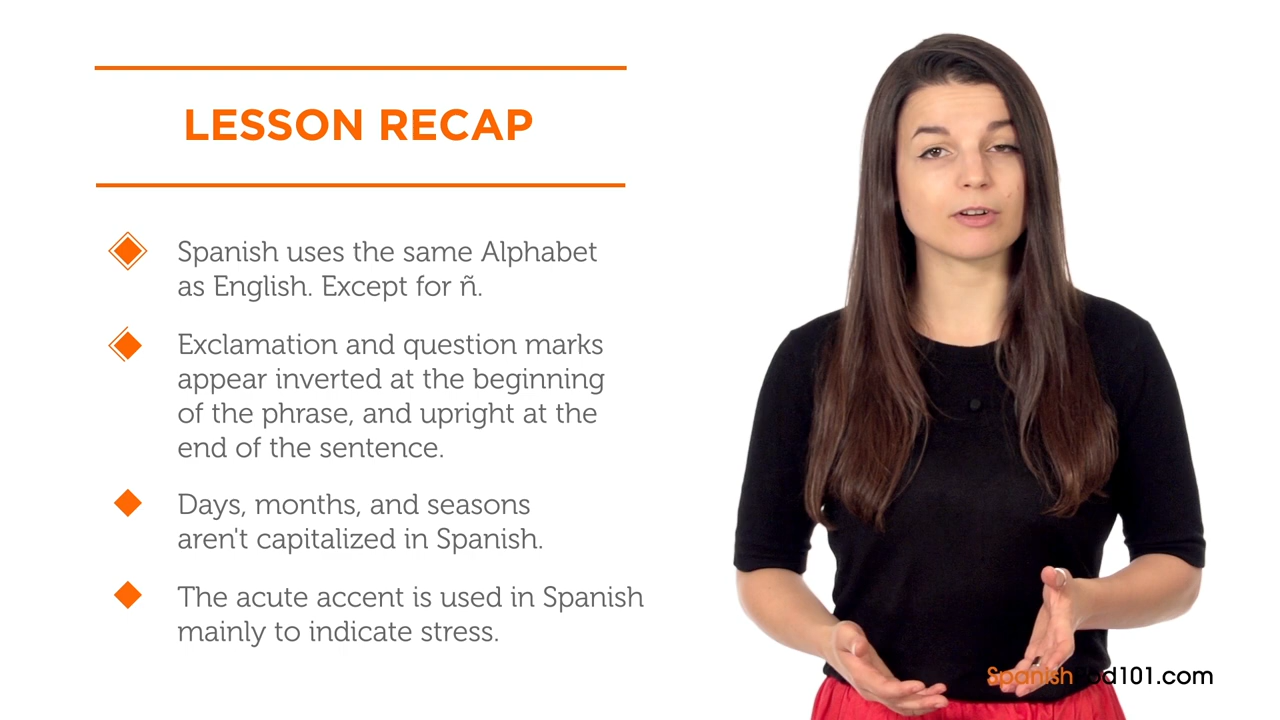 LESSON RECAP
Spanish uses the same Alphabet
as English. Except for ñ.
Exclamation and question marks
appear inverted at the beginning
of the phrase, and upright at the
end of the sentence.
Days, months, and seasons
aren't capitalized in Spanish.
The acute accent is used in Spanish
mainly to indicate stress.
SpanishPod101.com